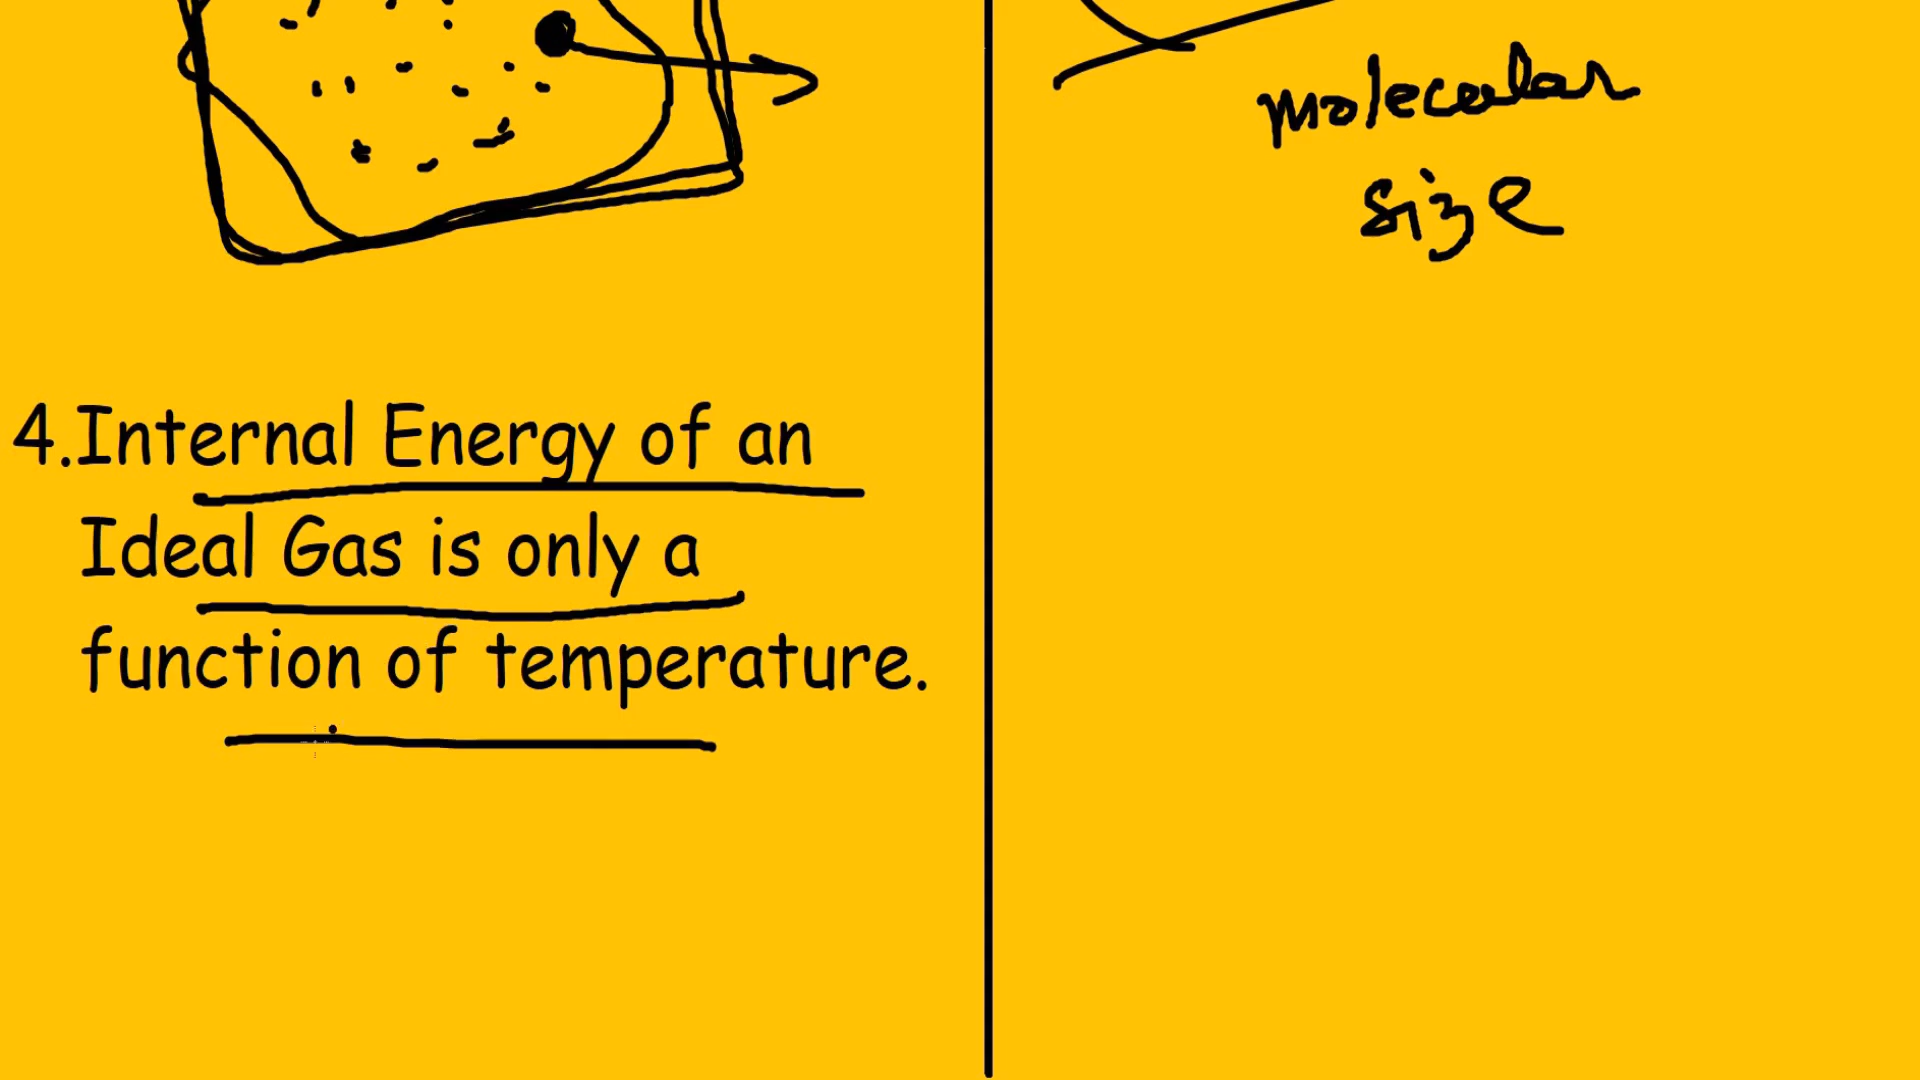 molecular
size
4.Internal Energy of an
Ideal Gas is only a
function of temperature.